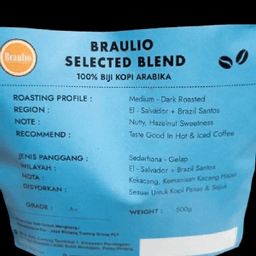 Braulio
BRAULIO
SELECTED BLEND
100% BIJI KOPI ARABIKA
ROASTING PROFILE : Medium - Dark Roasted
REGION : El - Salvador + Brazil Santos
NOTE : Nutty, Hazelnut Sweetness
RECOMMEND : Taste Good In Hot & Iced Coffee
JENIS PANGGANG : Sederhana - Gelap
WILAYAH : El - Salvador + Brazil Santos
NOTA : Kekacang, Kemanisan Kacang Hazel
DISYORKAN : Sesuai Untuk Kopi Panas & Sejuk
GRADE : A+ WEIGHT : 500g